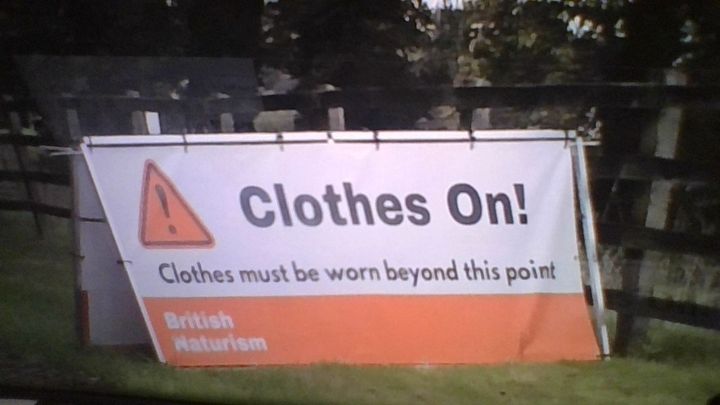 Clothes On!
Clothes must be worn beyond this point
British
Naturism